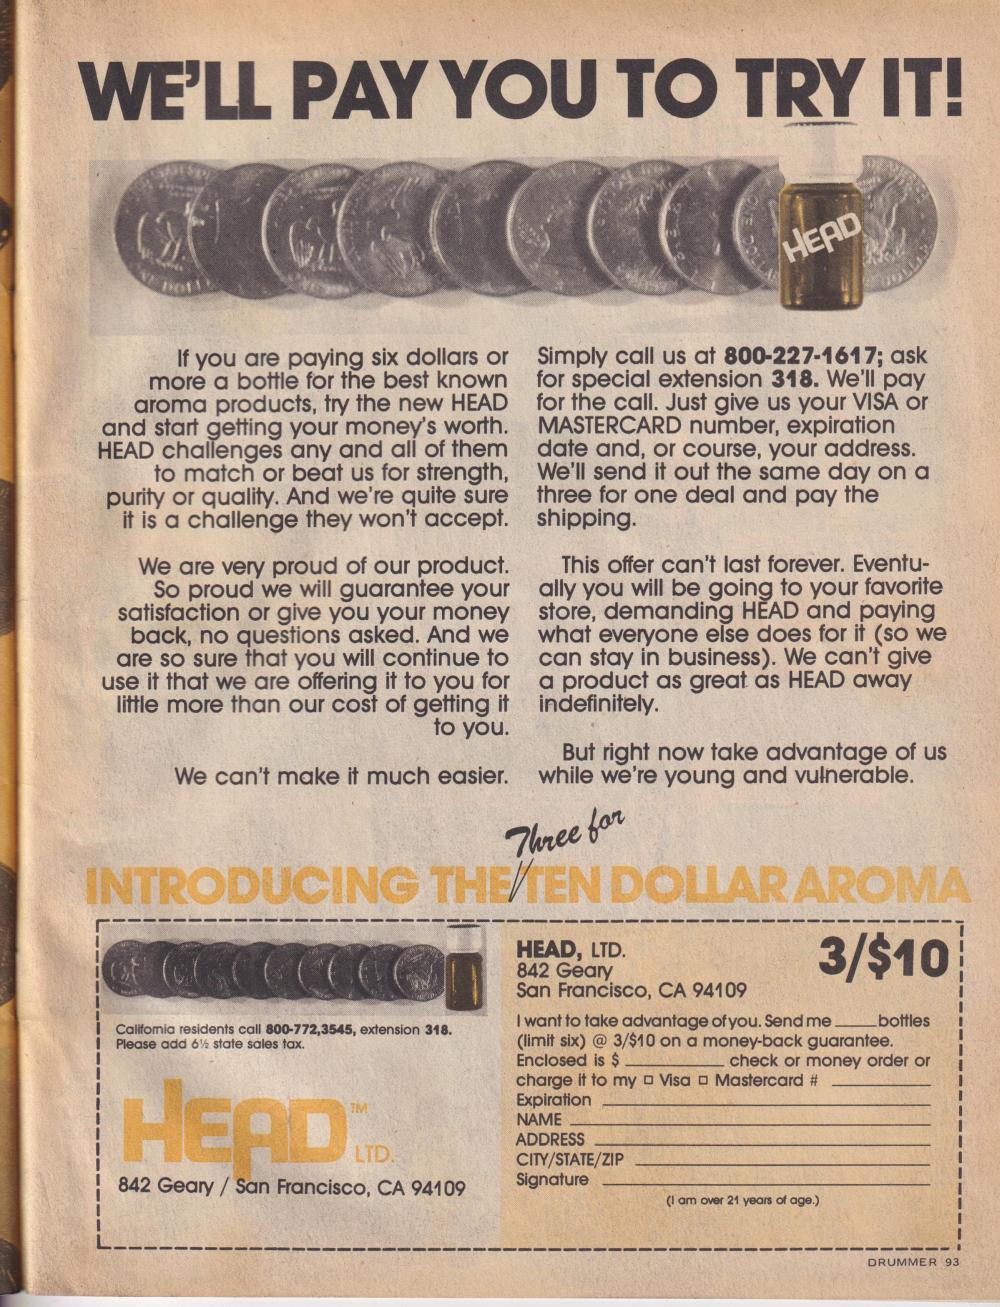 WE'LL PAY YOU TO TRY IT!
HEAD
If you are paying six dollars or
more a bottle for the best known
aroma products, try the new HEAD
and start getting your money's worth.
HEAD challenges any and all of them
to match or beat us for strength,
purity or quality. And we're quite sure
it is a challenge they won't accept.
We are very proud of our product.
So proud we will guarantee your
satisfaction or give you your money
back, no questions asked. And we
are so sure that you will continue to
use it that we are offering it to you for
little more than our cost of getting it
to you.
We can't make it much easier.
Simply call us at 800-227-1617; ask
for special extension 318. We'll pay
for the call. Just give us your VISA or
MASTERCARD number, expiration
date and, or course, your address.
We'll send it out the same day on a
three for one deal and pay the
shipping.
This offer can't last forever. Eventu-
ally you will be going to your favorite
store, demanding HEAD and paying
what everyone else does for it (so we
can stay in business). We can't give
a product as great as HEAD away
indefinitely.
But right now take advantage of us
while we're young and vulnerable.
Three for
INTRODUCING THE TEN DOLLAR AROMA
California residents call 800-772,3545, extension 318.
Please add 6½ state sales tax.
HEAD™
LTD.
842 Geary / San Francisco, CA 94109
HEAD, LTD.
842 Geary
San Francisco, CA 94109
3/$10
I want to take advantage of you. Send me _____ bottles
(limit six) @ 3/$10 on a money-back guarantee.
Enclosed is $ __________ check or money order or
charge it to my □ Visa □ Mastercard # __________
Expiration
NAME
ADDRESS
CITY/STATE/ZIP
Signature
(I am over 21 years of age.)
DRUMMER 93